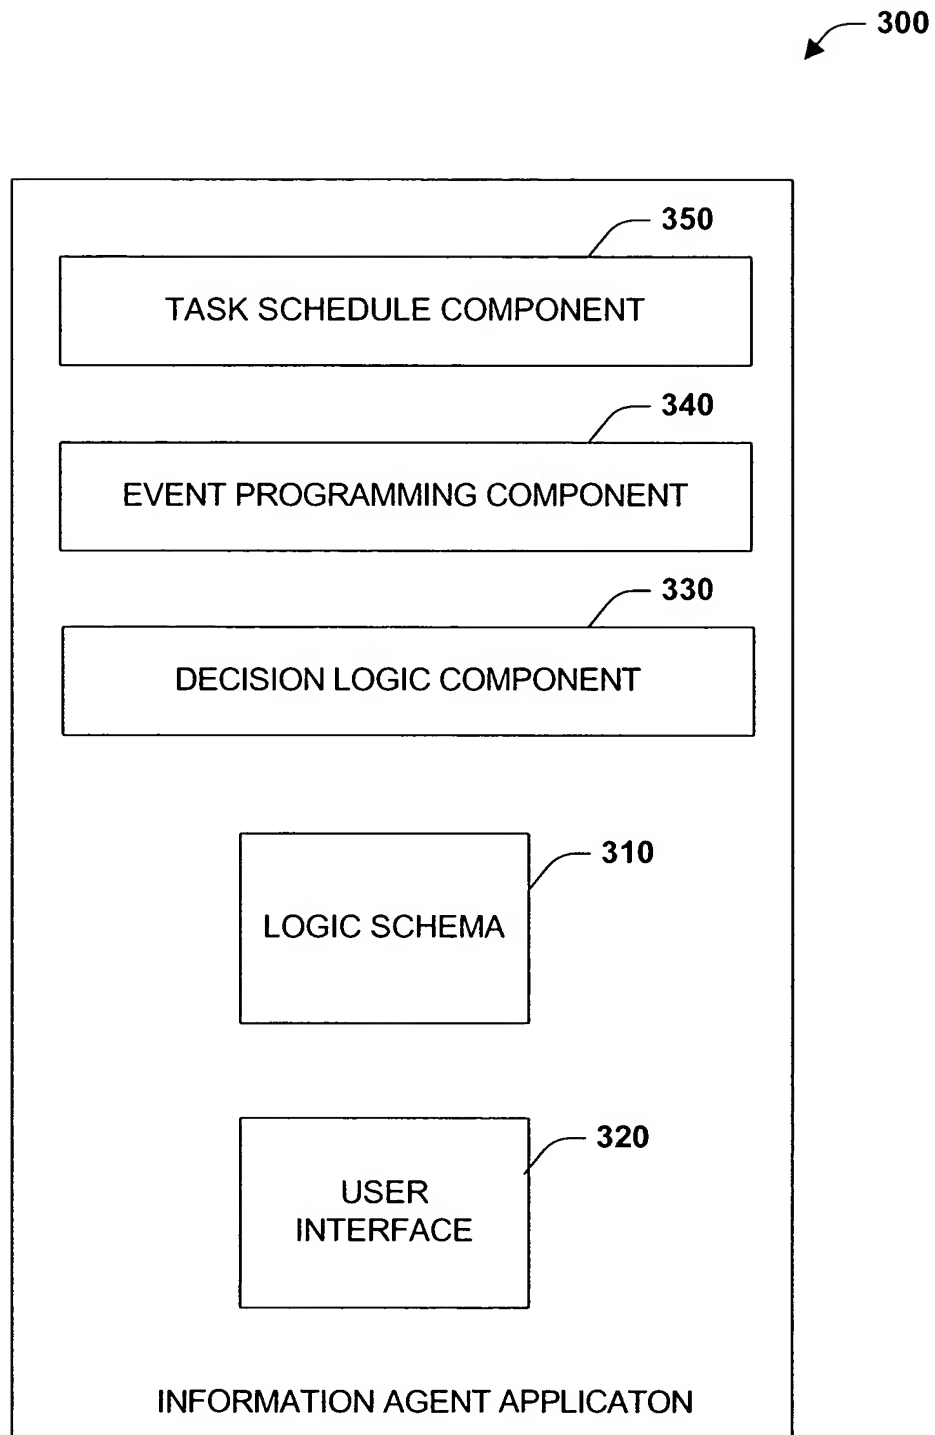 300
350
TASK SCHEDULE COMPONENT
340
EVENT PROGRAMMING COMPONENT
330
DECISION LOGIC COMPONENT
310
LOGIC SCHEMA
320
USER
INTERFACE
INFORMATION AGENT APPLICATON